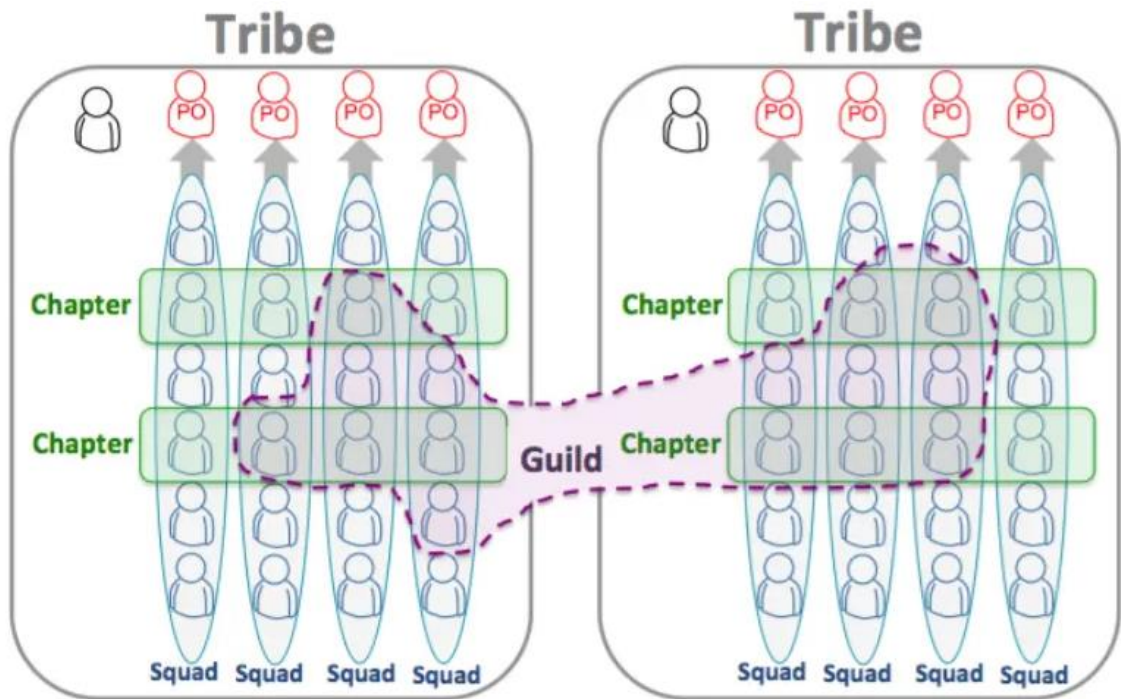 Tribe Tribe
PO PO PO PO PO PO PO PO
Chapter Chapter
Chapter Guild Chapter
Squad Squad Squad Squad Squad Squad Squad Squad